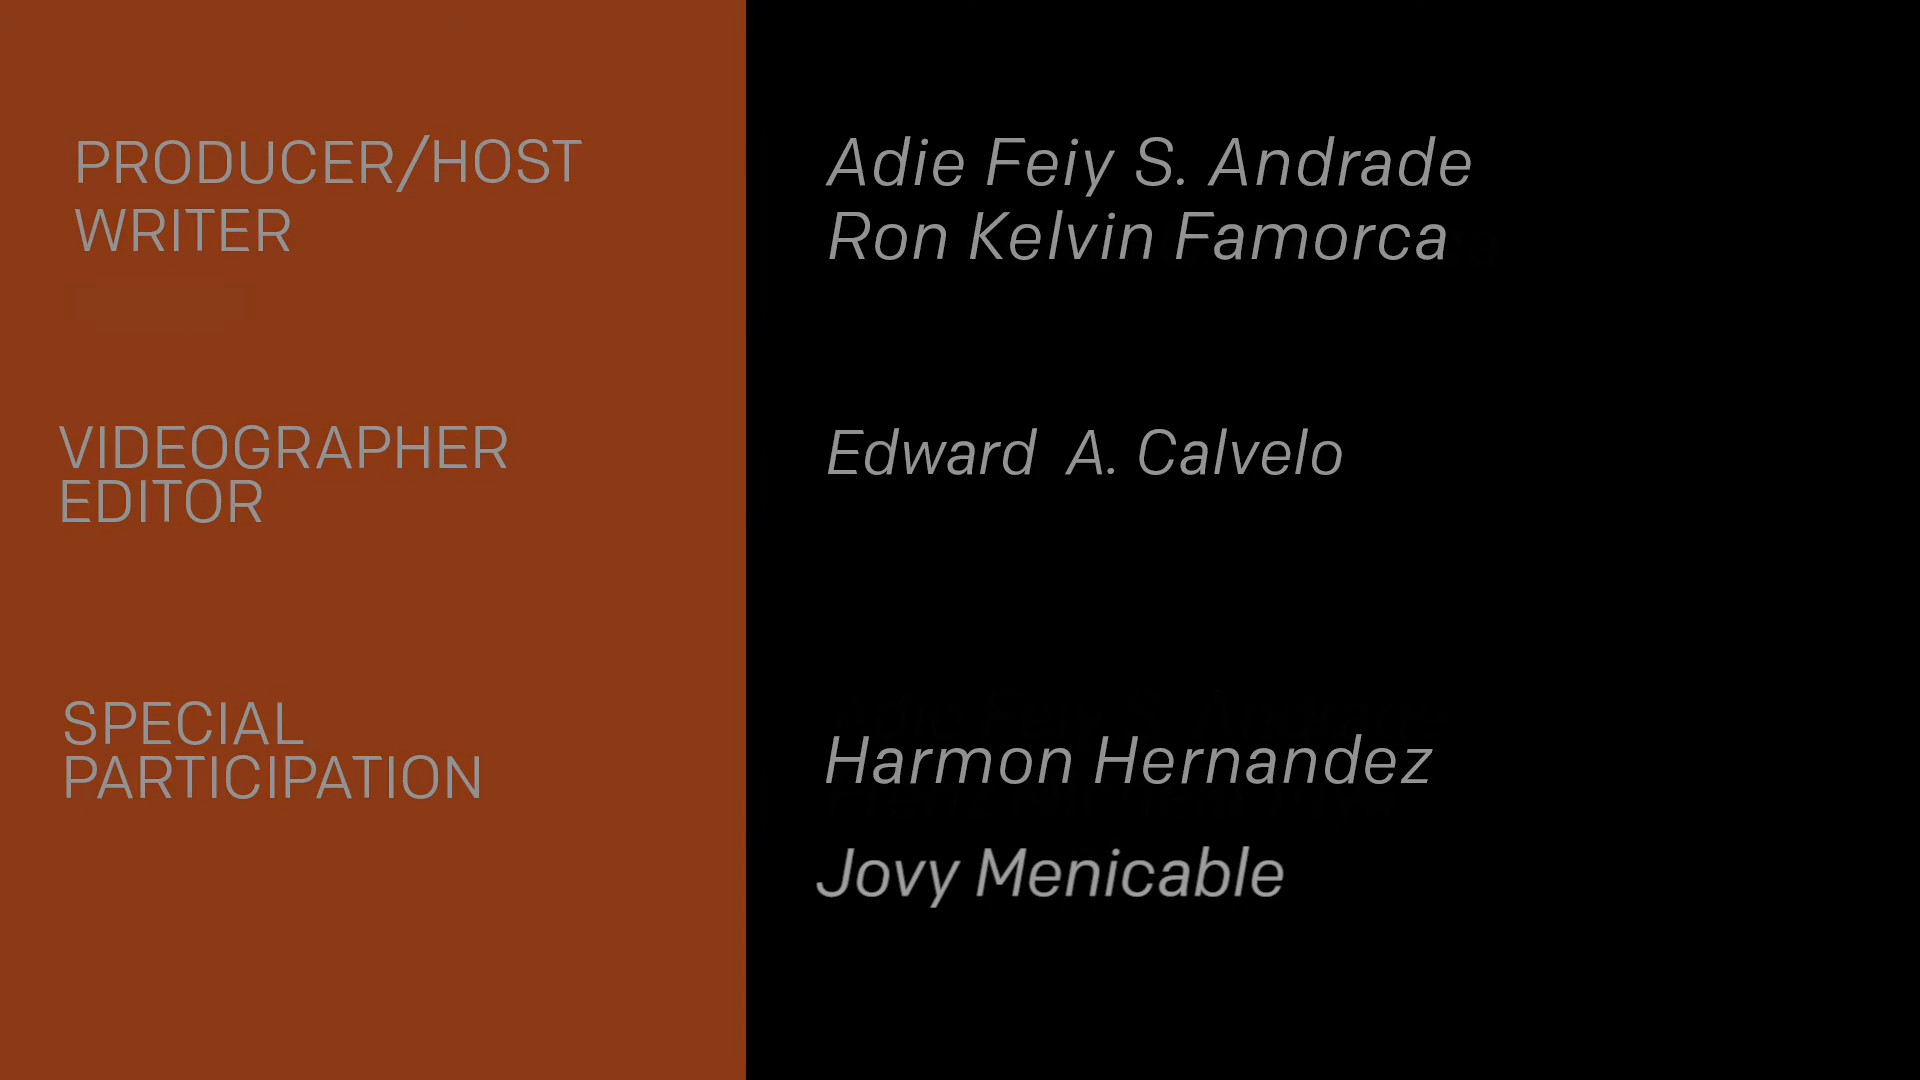 PRODUCER/HOST
Adie Feiy S. Andrade
WRITER
Ron Kelvin Famorca
VIDEOGRAPHER
EDITOR
Edward A. Calvelo
SPECIAL
PARTICIPATION
Harmon Hernandez
Jovy Menicable